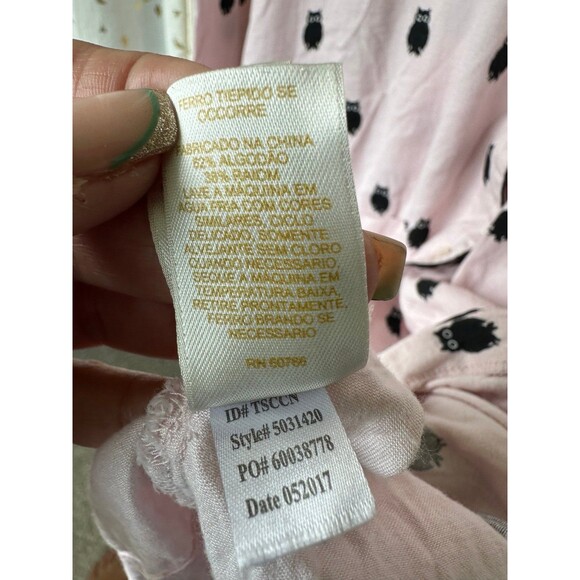 FERRO TIEPIDO SE
OCCORRE
FABRICADO NA CHINA
62% ALGODÃO
38% RAIOM
LAVE A MAQUINA EM
AGUA FRIA COM CORES
SIMILARES, CICLO
DELICADO, SOMENTE
ALVEJANTE SEM CLORO
QUANDO NECESSARIO
SEQUE A MAQUINA EM
TEMPERATURA BAIXA,
RETIRE PRONTAMENTE,
FERRO BRANDO SE
NECESSARIO
RN 60766
ID# TSCCN
Style# 5031420
PO# 60038778
Date 052017